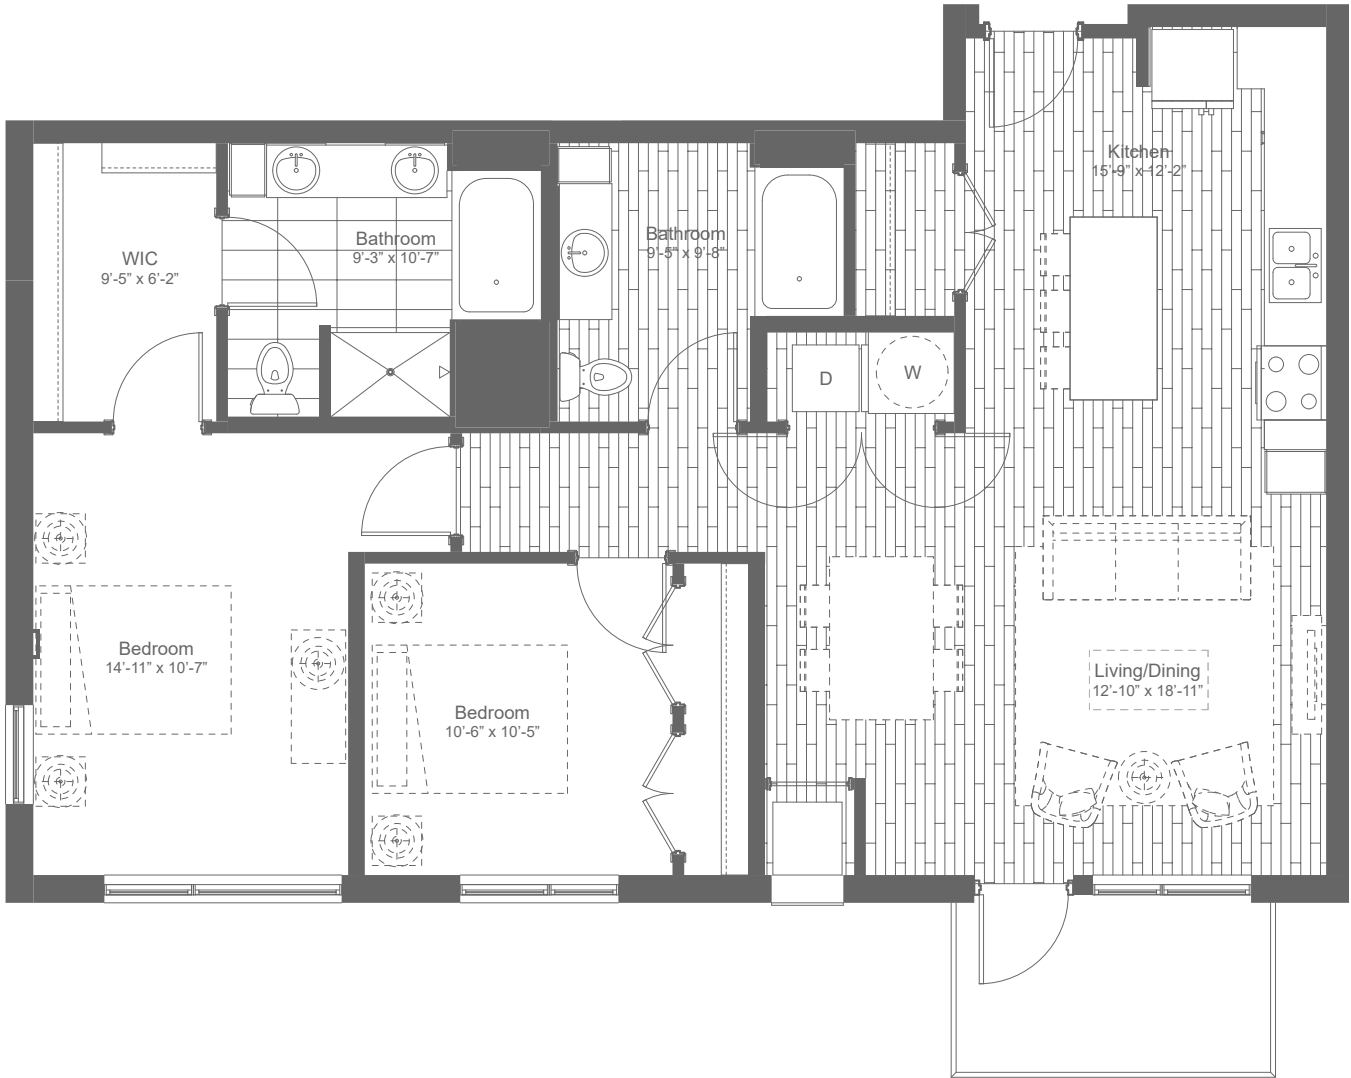 Kitchen
15’-9” x 12’-2”
Bathroom
9’-3” x 10’-7”
Bathroom
9’-5” x 9’-8”
WIC
9’-5” x 6’-2”
D
W
Bedroom
14’-11” x 10’-7”
Living/Dining
12’-10” x 18’-11”
Bedroom
10’-6” x 10’-5”